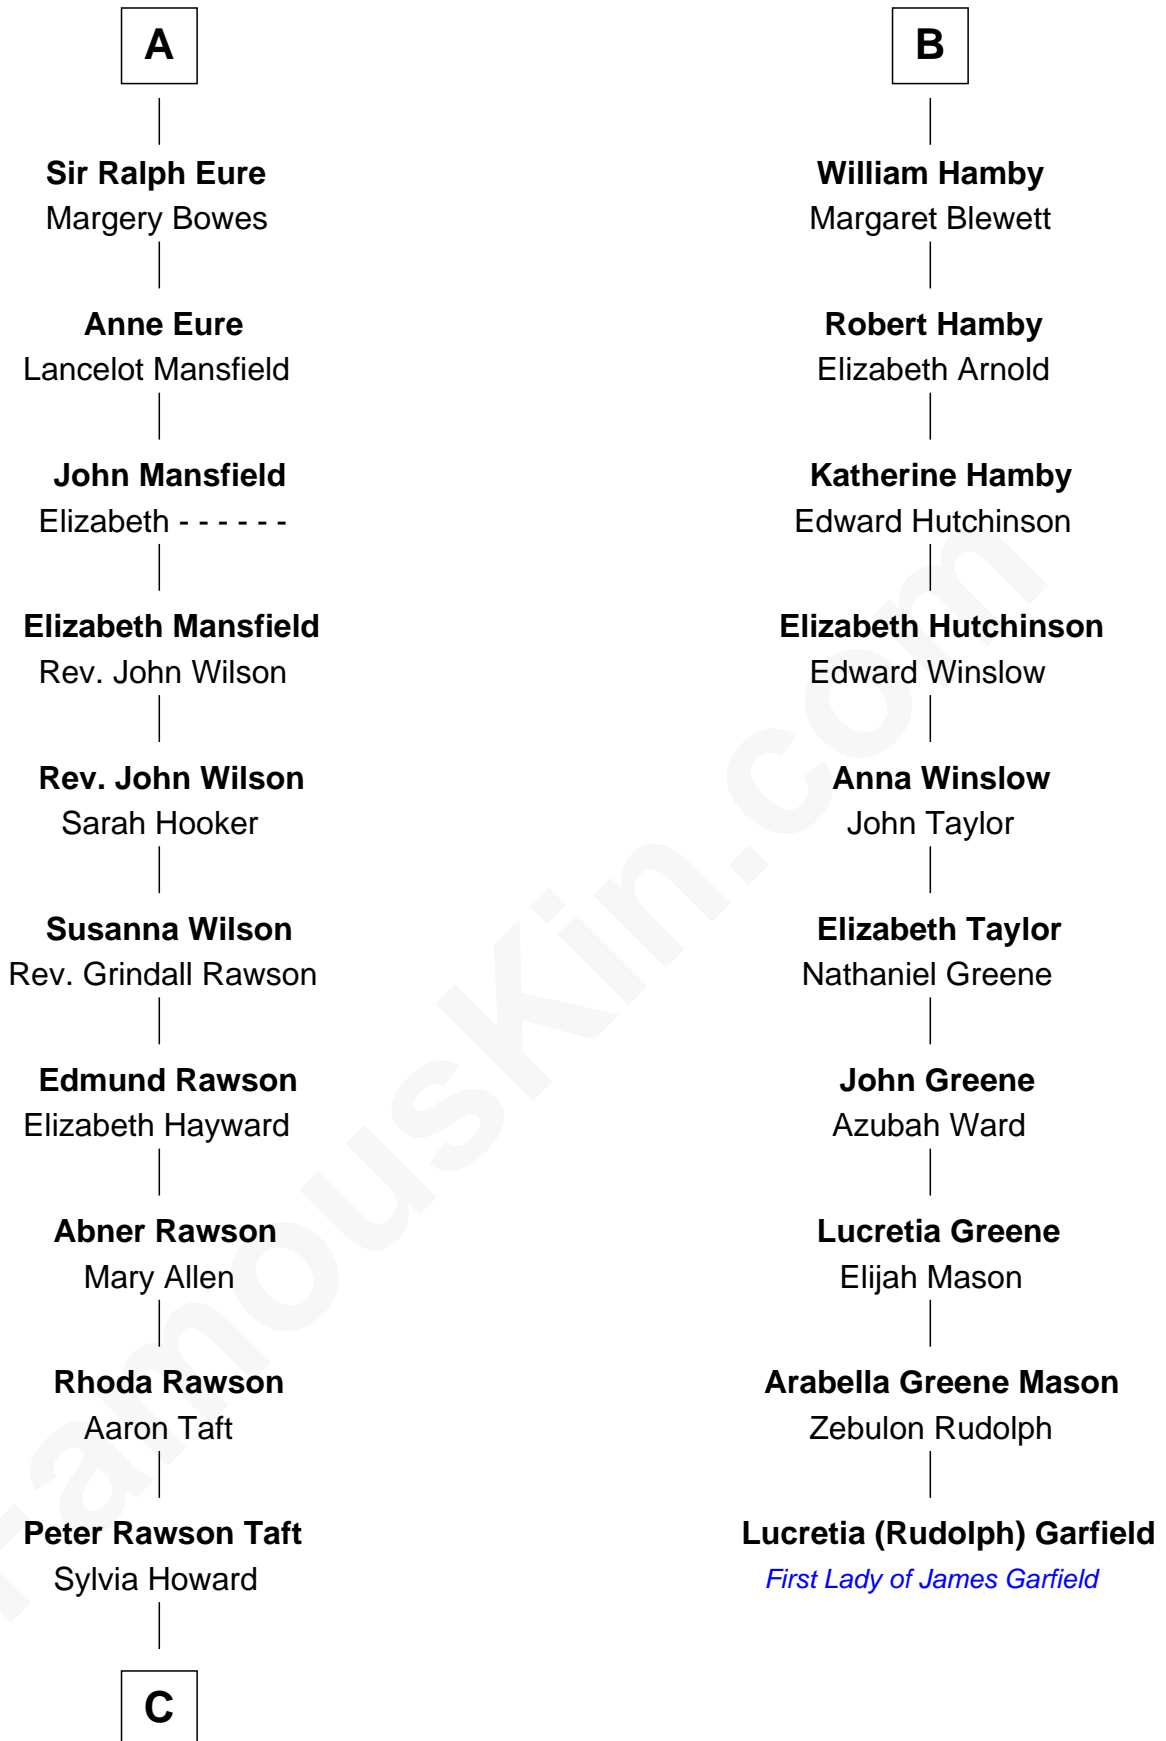 A
Sir Ralph Eure
Margery Bowes
Anne Eure
Lancelot Mansfield
John Mansfield
Elizabeth - - - - - -
Elizabeth Mansfield
Rev. John Wilson
Rev. John Wilson
Sarah Hooker
Susanna Wilson
Rev. Grindall Rawson
Edmund Rawson
Elizabeth Hayward
Abner Rawson
Mary Allen
Rhoda Rawson
Aaron Taft
Peter Rawson Taft
Sylvia Howard
C
B
William Hamby
Margaret Blewett
Robert Hamby
Elizabeth Arnold
Katherine Hamby
Edward Hutchinson
Elizabeth Hutchinson
Edward Winslow
Anna Winslow
John Taylor
Elizabeth Taylor
Nathaniel Greene
John Greene
Azubah Ward
Lucretia Greene
Elijah Mason
Arabella Greene Mason
Zebulon Rudolph
Lucretia (Rudolph) Garfield
First Lady of James Garfield
FamousKin.com